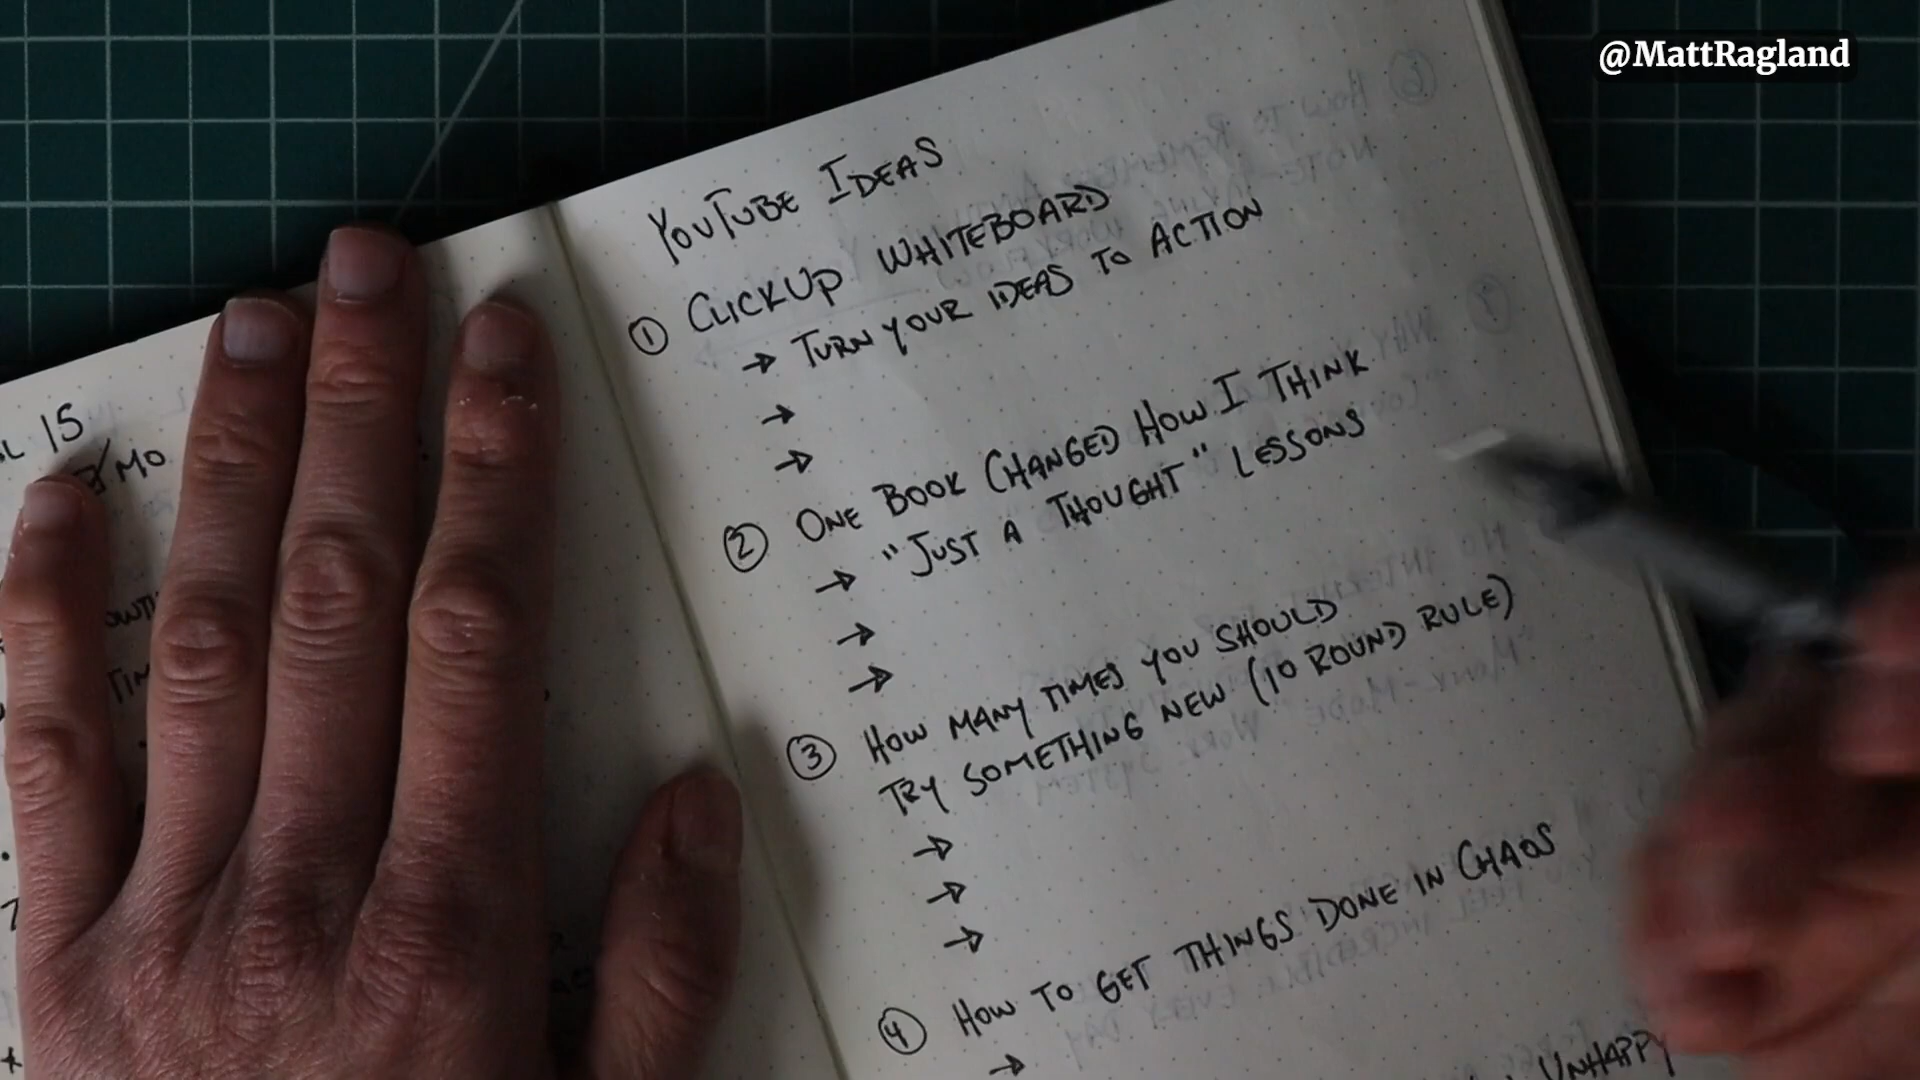 @MattRagland
YOUTUBE IDEAS
① CLICKUP WHITEBOARD
→ TURN YOUR IDEAS TO ACTION
→
→
② ONE BOOK CHANGED HOW I THINK
→ "JUST A THOUGHT" LESSONS
→
→
③ HOW MANY TIMES YOU SHOULD
TRY SOMETHING NEW (10 ROUND RULE)
→
→
→
④ HOW TO GET THINGS DONE IN CHAOS
→
UNHAPPY
15
MO